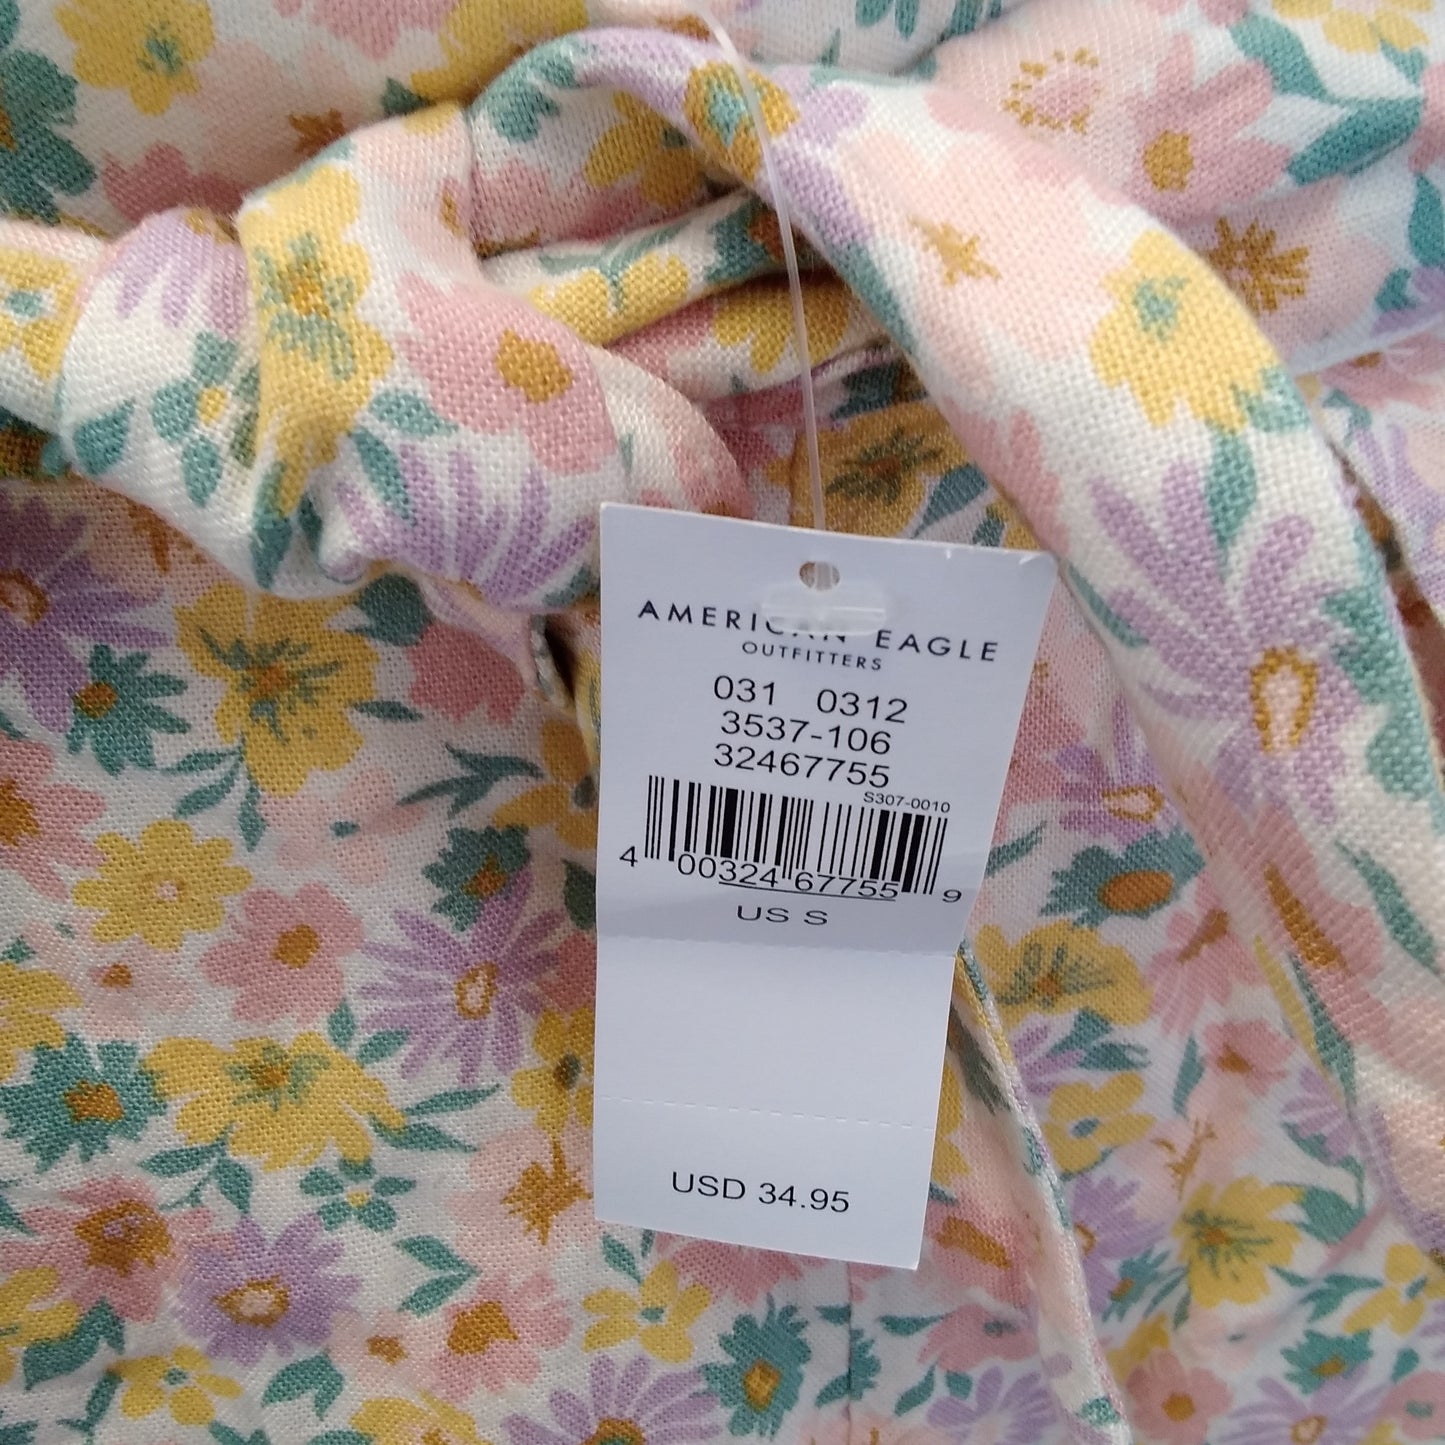 AMERICAN EAGLE
OUTFITTERS
031 0312
3537-106
32467755
S307-0010
4 00324 67755 9
US S
USD 34.95